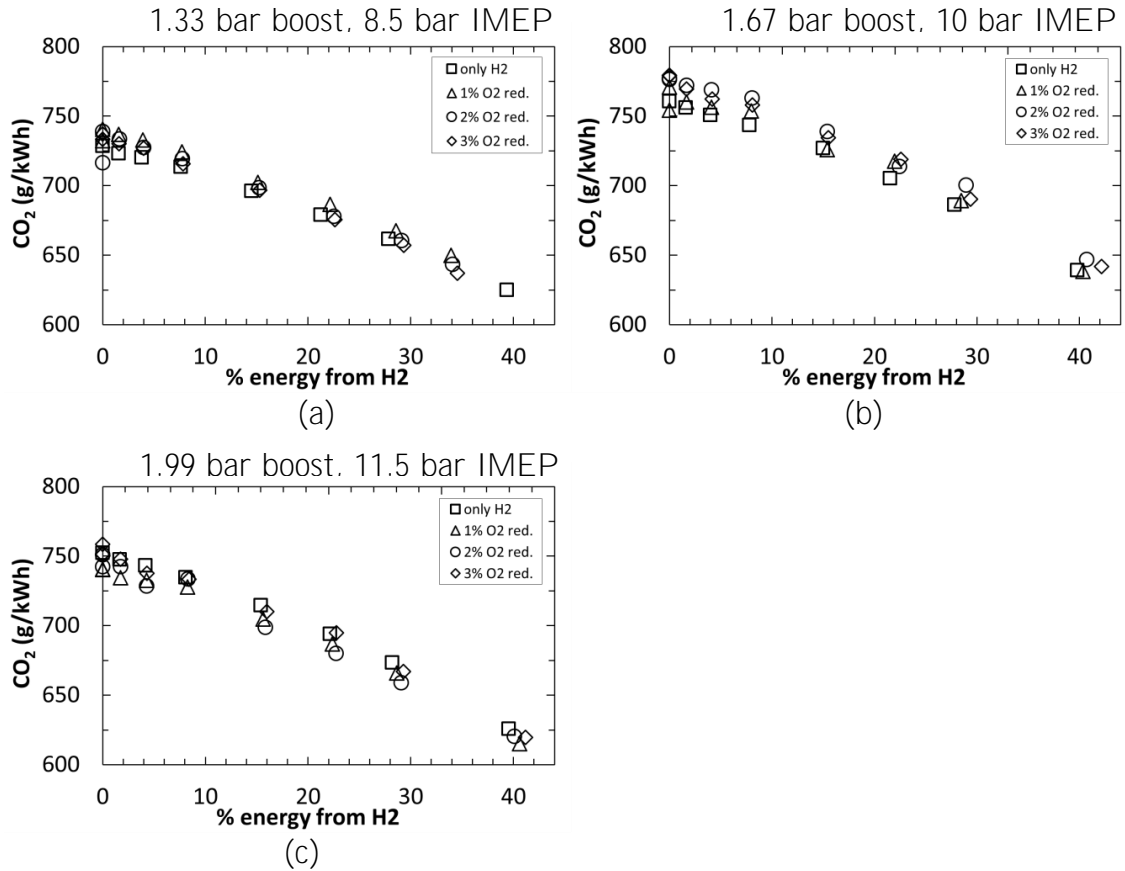 1.33 bar boost, 8.5 bar IMEP
800
750
700
650
600
CO2 (g/kWh)
only H2
1% O2 red.
2% O2 red.
3% O2 red.
0 10 20 30 40
% energy from H2
(a)
1.67 bar boost, 10 bar IMEP
800
750
700
650
600
CO2 (g/kWh)
only H2
1% O2 red.
2% O2 red.
3% O2 red.
0 10 20 30 40
% energy from H2
(b)
1.99 bar boost, 11.5 bar IMEP
800
750
700
650
600
CO2 (g/kWh)
only H2
1% O2 red.
2% O2 red.
3% O2 red.
0 10 20 30 40
% energy from H2
(c)